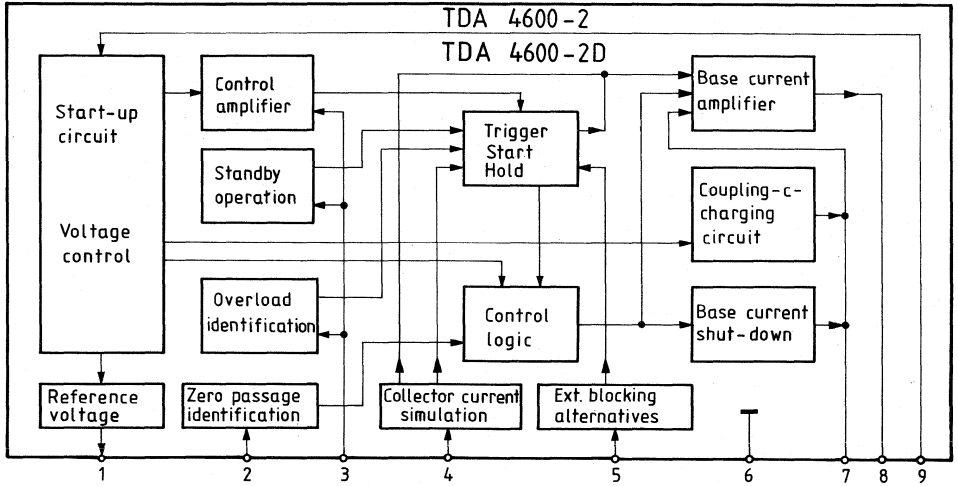 TDA 4600-2
TDA 4600-2D
Start-up
circuit
Voltage
control
Control
amplifier
Standby
operation
Overload
identification
Reference
voltage
Zero passage
identification
Trigger
Start
Hold
Control
logic
Collector current
simulation
Ext. blocking
alternatives
Base current
amplifier
Coupling-c-
charging
circuit
Base current
shut-down
1 2 3 4 5 6 7 8 9